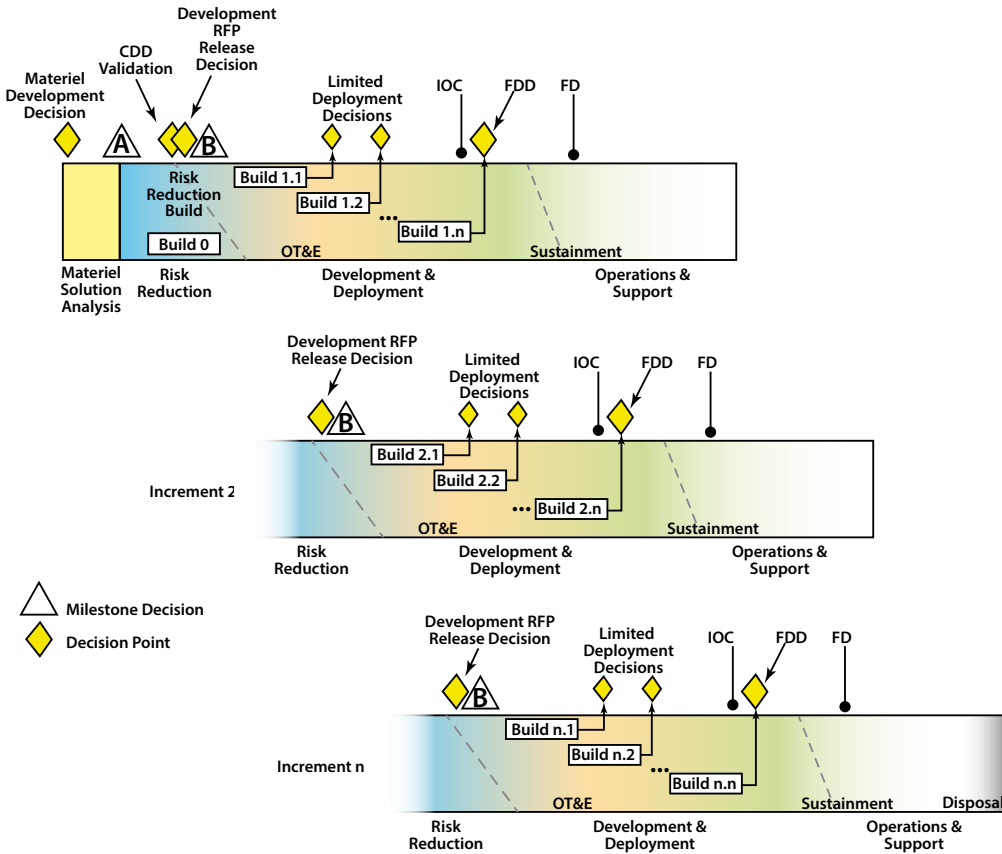 Development
RFP
Release
Decision
CDD
Validation
Materiel
Development
Decision
Limited
Deployment
Decisions
IOC
FDD
FD
A
B
Risk
Reduction
Build
Build 0
Build 1.1
Build 1.2
...
Build 1.n
OT&E
Sustainment
Materiel
Solution
Analysis
Risk
Reduction
Development &
Deployment
Operations &
Support
Development RFP
Release Decision
Limited
Deployment
Decisions
IOC
FDD
FD
B
Increment 2
Build 2.1
Build 2.2
...
Build 2.n
OT&E
Sustainment
Risk
Reduction
Development &
Deployment
Operations &
Support
Milestone Decision
Decision Point
Development RFP
Release Decision
Limited
Deployment
Decisions
IOC
FDD
FD
B
Increment n
Build n.1
Build n.2
...
Build n.n
OT&E
Sustainment
Disposal
Risk
Reduction
Development &
Deployment
Operations &
Support